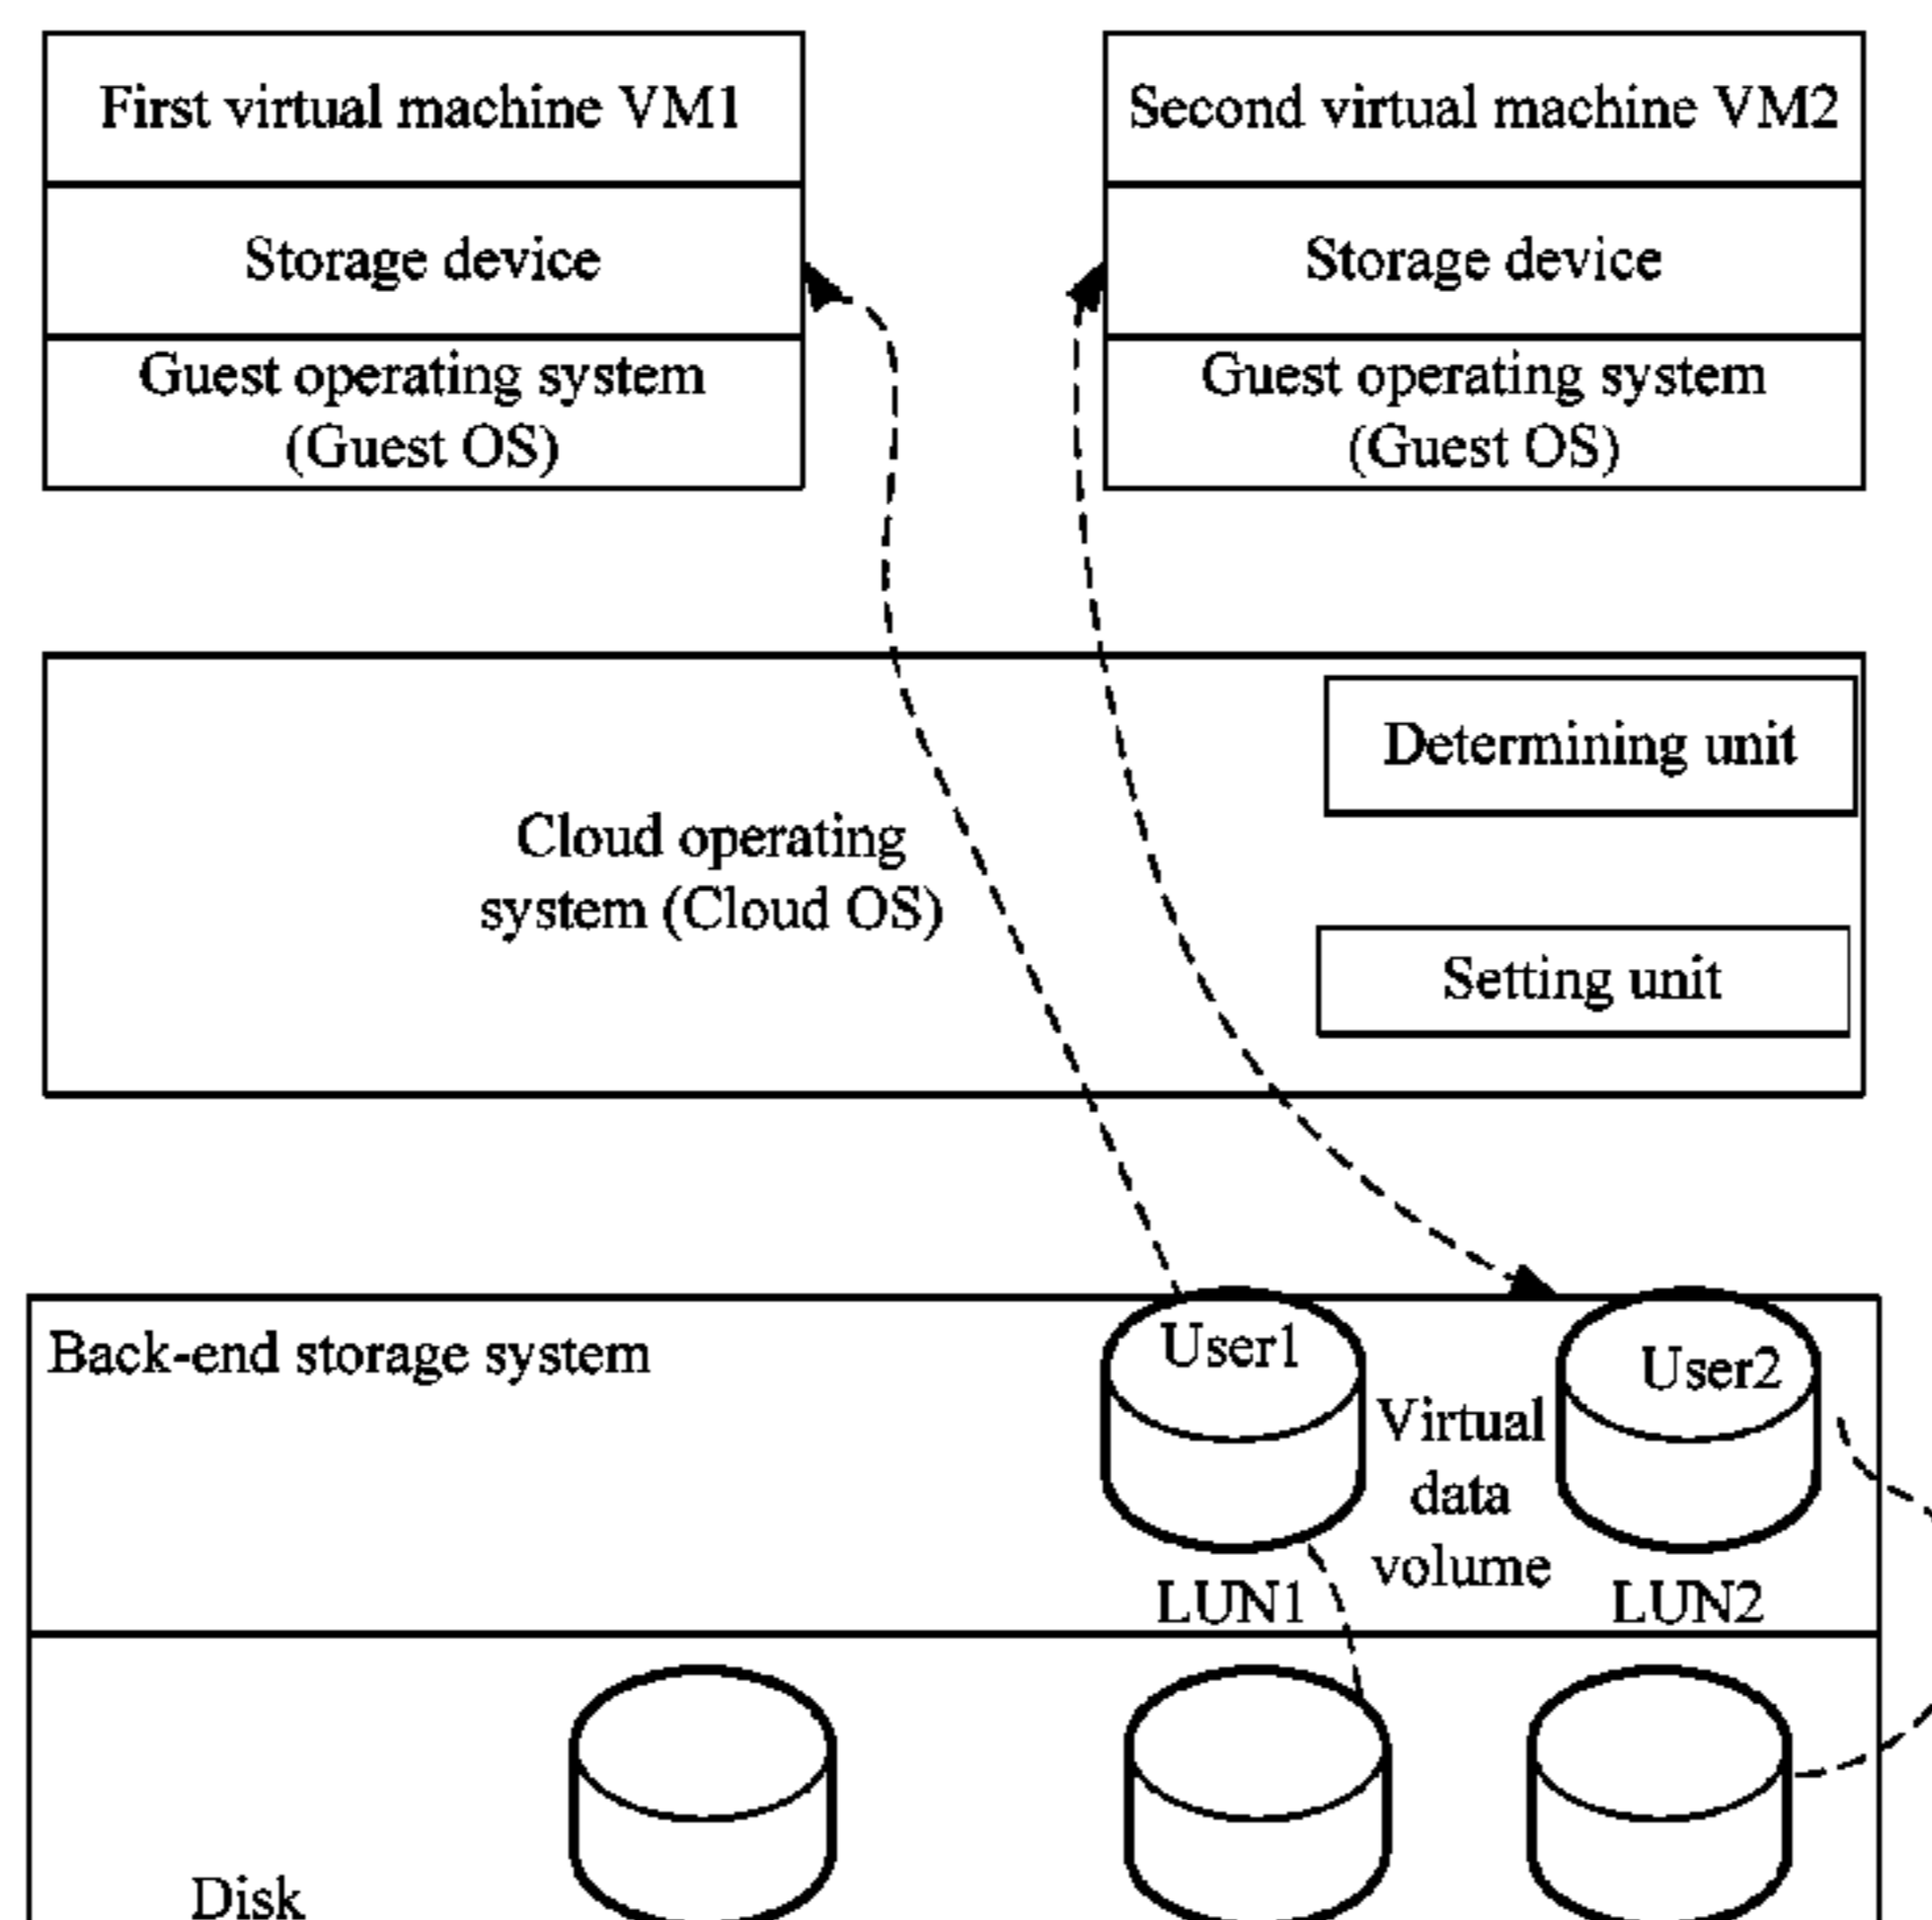 First virtual machine VM1
Storage device
Guest operating system
(Guest OS)
Second virtual machine VM2
Storage device
Guest operating system
(Guest OS)
Cloud operating
system (Cloud OS)
Determining unit
Setting unit
Back-end storage system
User1
User2
Virtual
data
volume
LUN1
LUN2
Disk